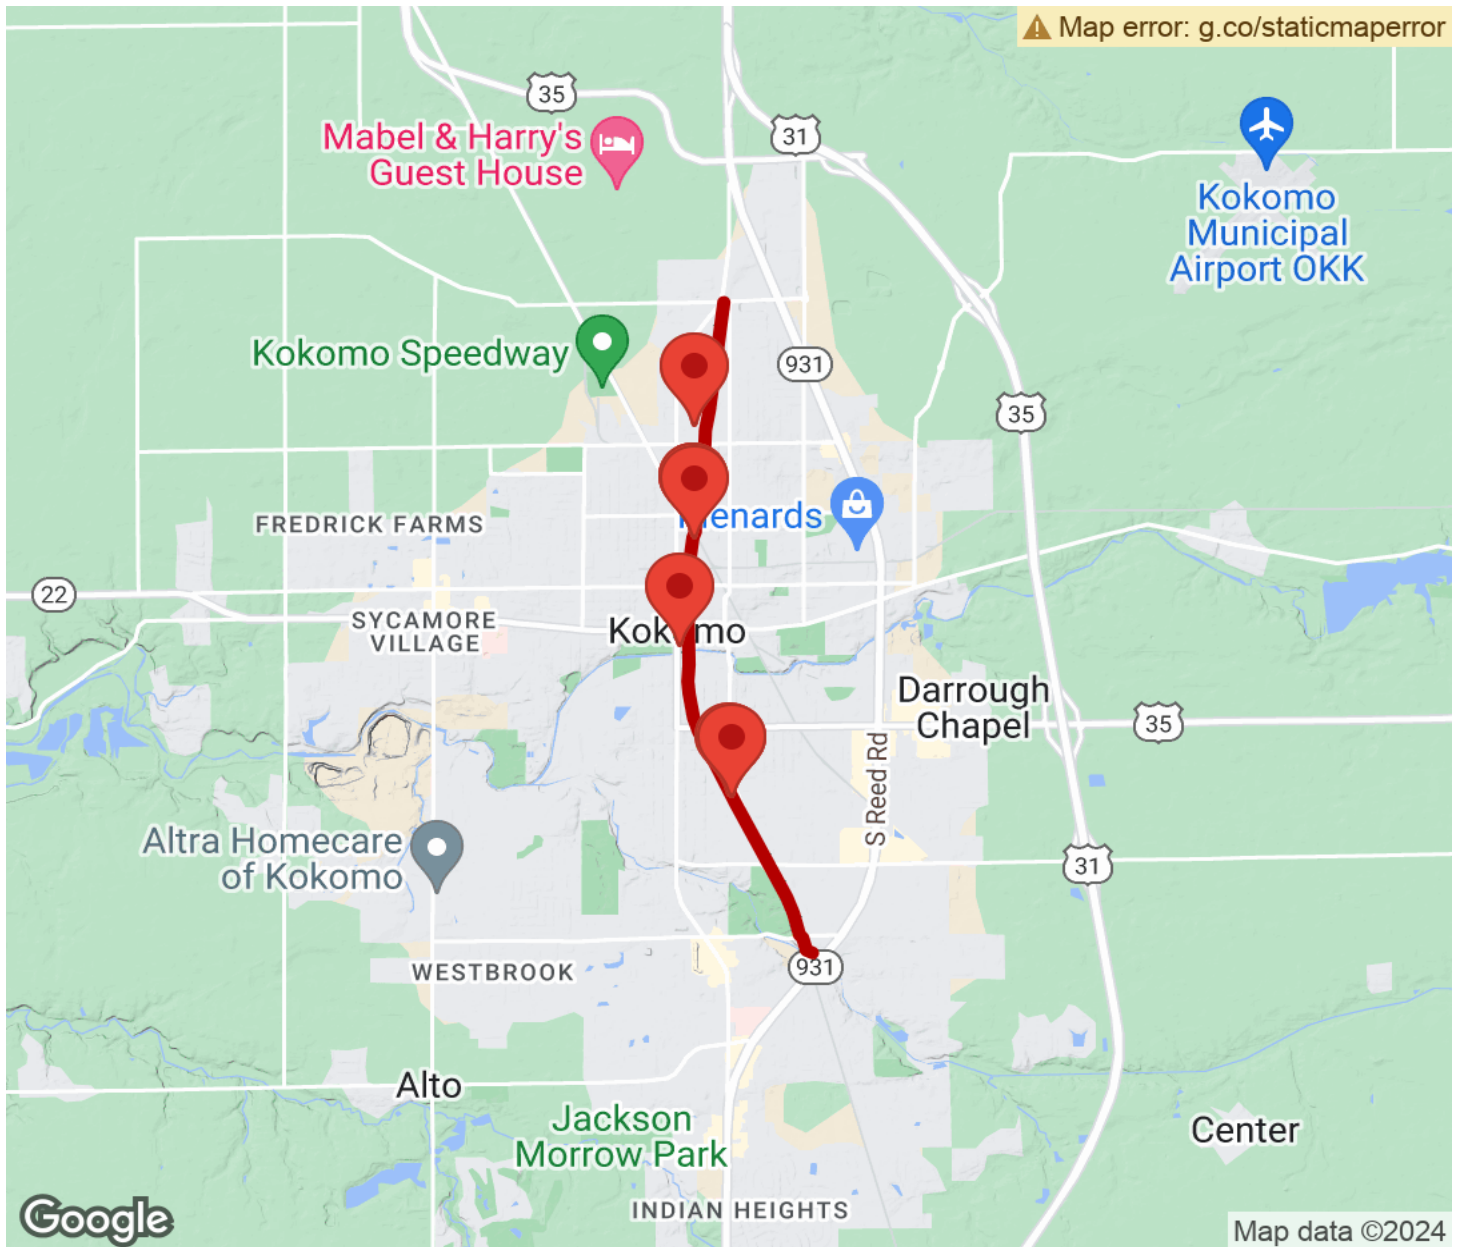 Map error: g.co/staticmaperror
35
31
Mabel & Harry's
Guest House
Kokomo
Municipal
Airport OKK
Kokomo Speedway
931
35
FREDRICK FARMS
enards
22
SYCAMORE
VILLAGE
Kok mo
Darrough
Chapel
35
S Reed Rd
Altra Homecare
of Kokomo
31
WESTBROOK
931
Alto
Jackson
Morrow Park
Center
INDIAN HEIGHTS
Google
Map data ©2024